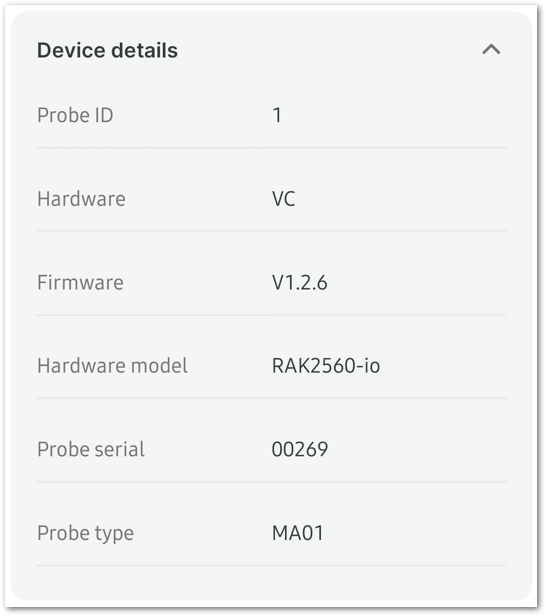 Device details
Probe ID 1
Hardware VC
Firmware V1.2.6
Hardware model RAK2560-io
Probe serial 00269
Probe type MA01